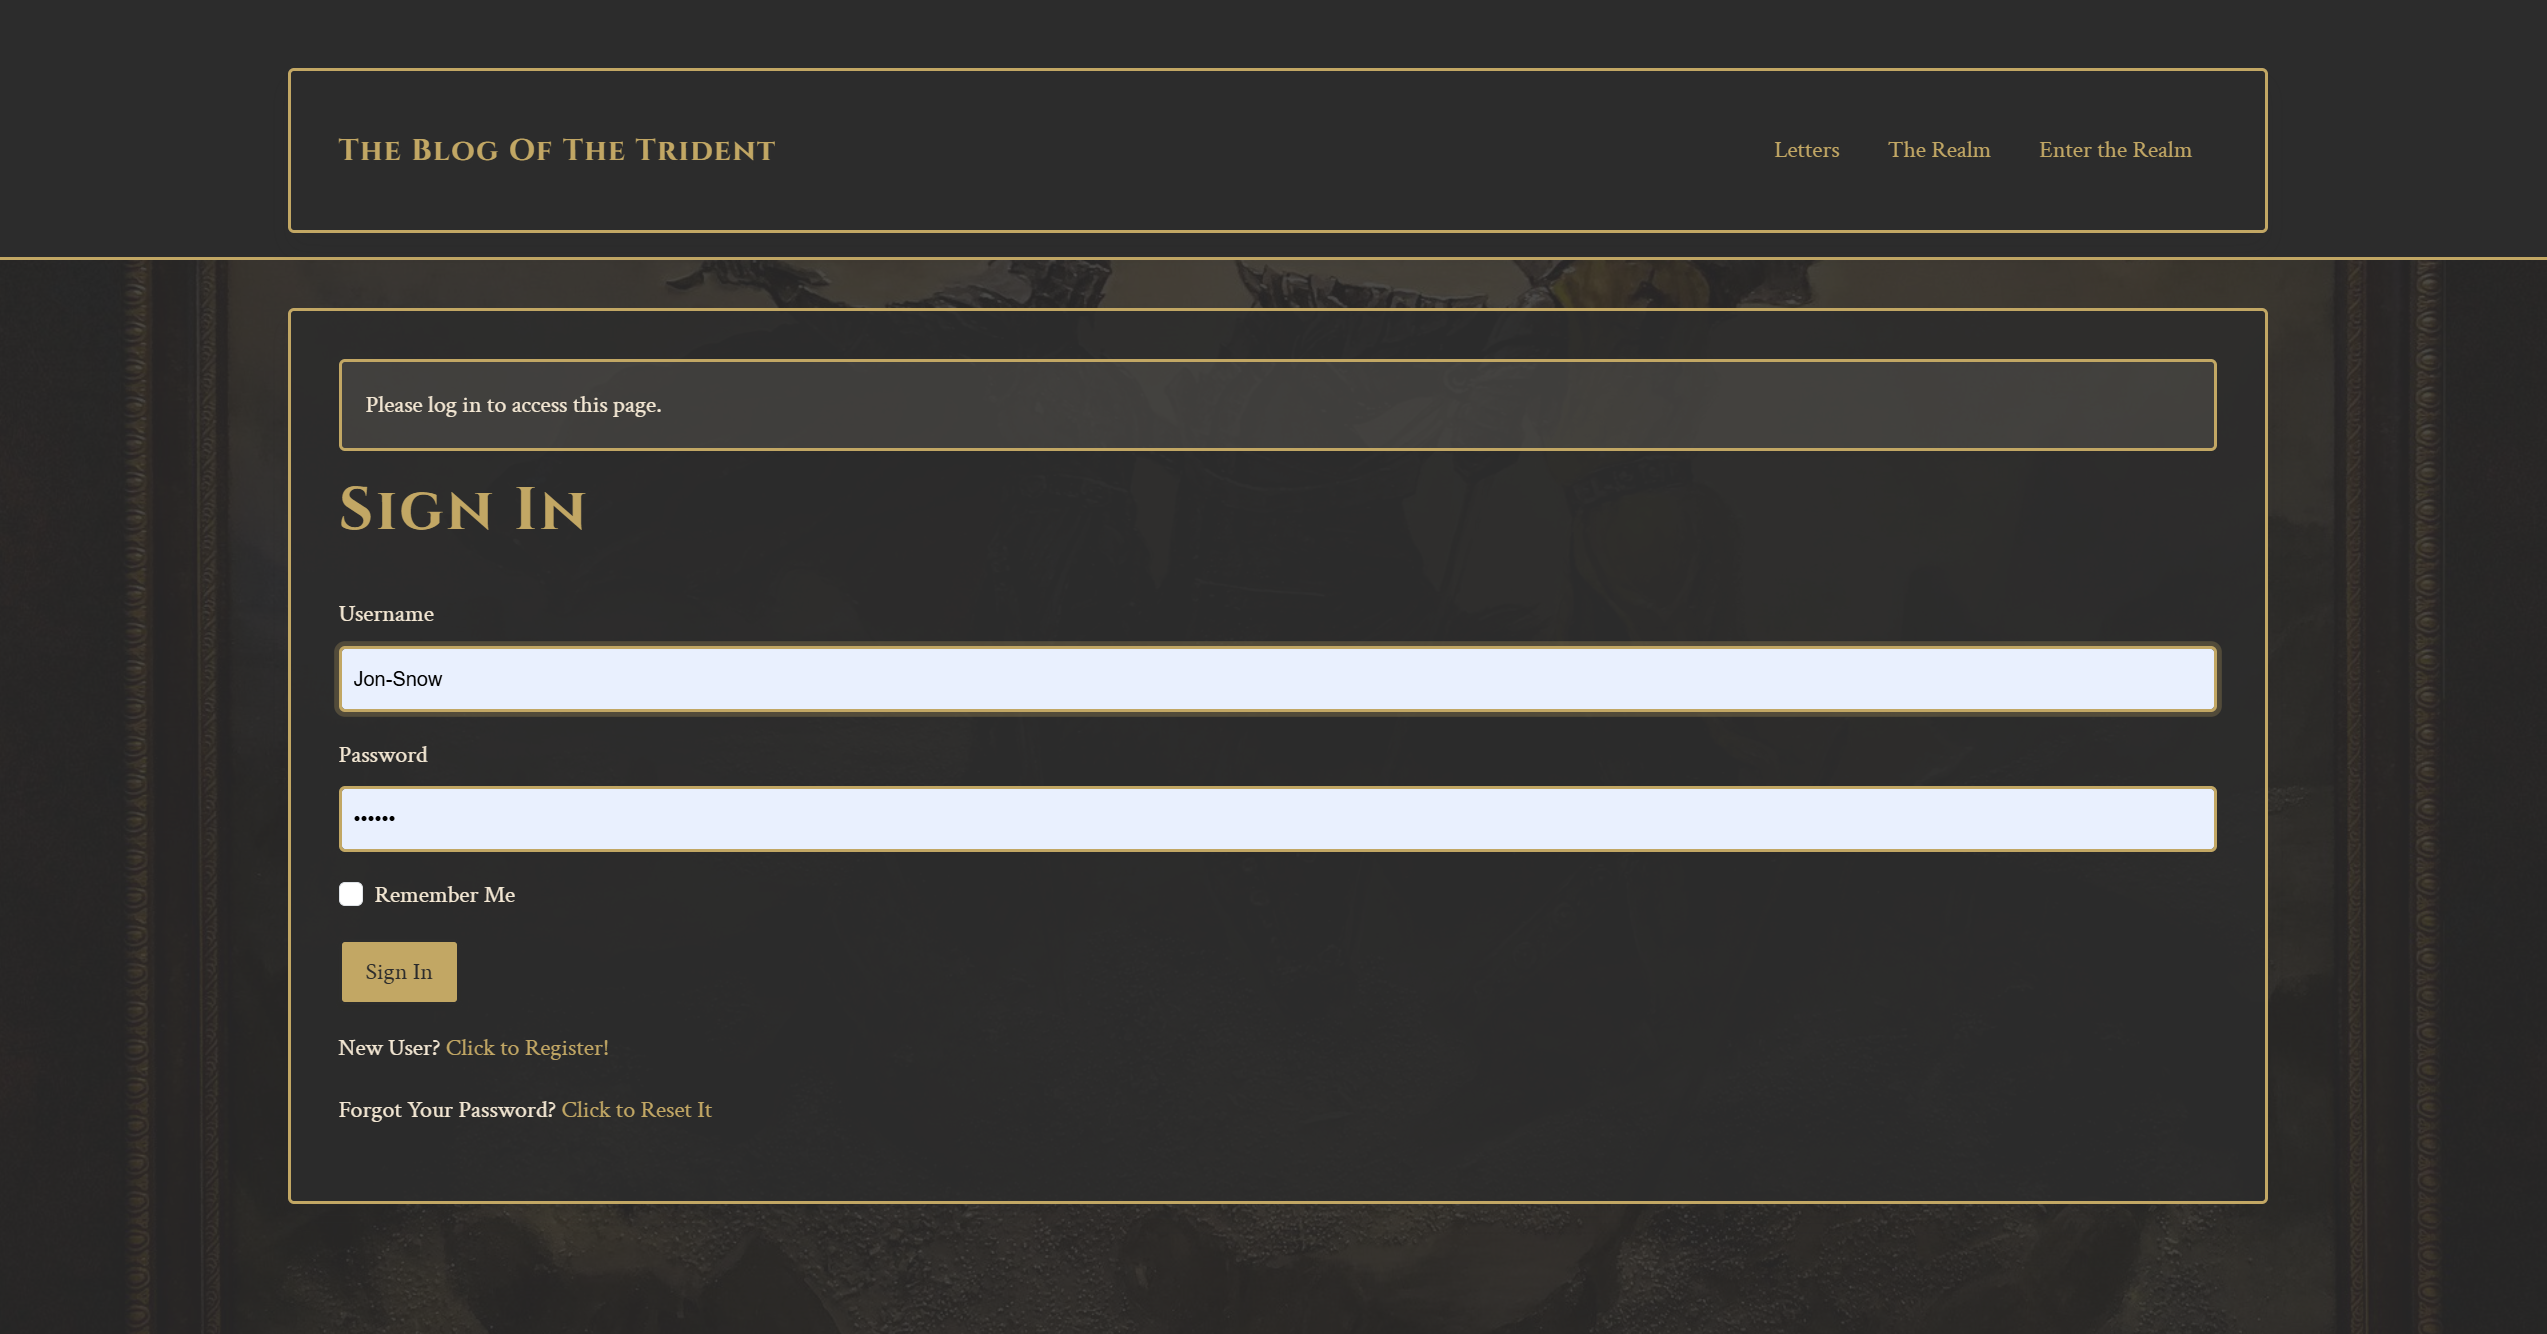 The Blog Of The Trident
Letters The Realm Enter the Realm
Please log in to access this page.
Sign In
Username
Jon-Snow
Password
••••••
Remember Me
Sign In
New User? Click to Register!
Forgot Your Password? Click to Reset It